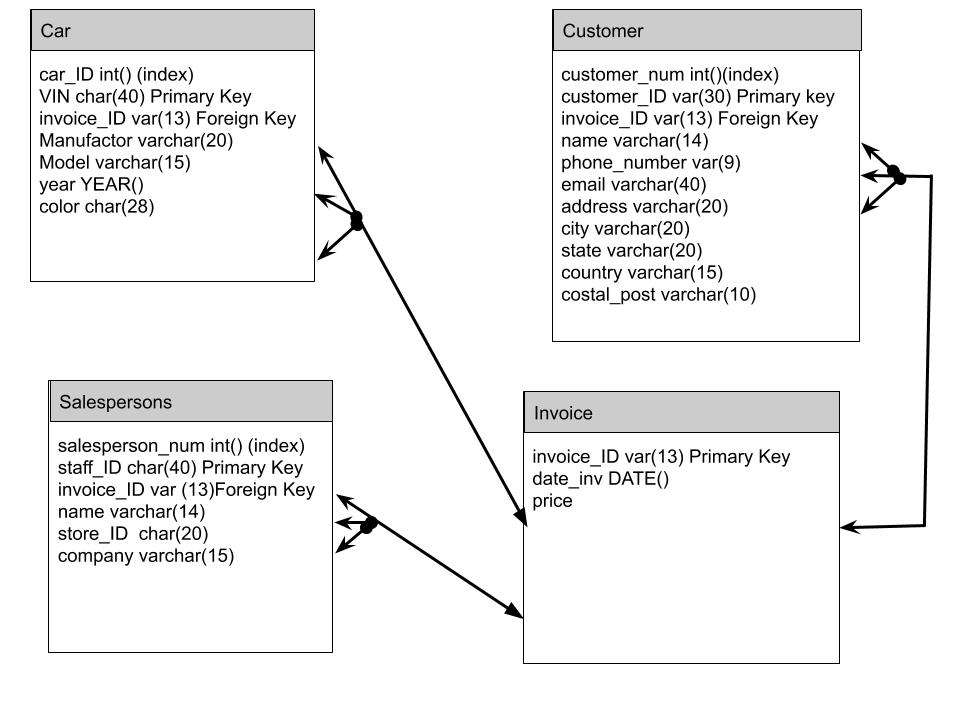 Car
car_ID int() (index)
VIN char(40) Primary Key
invoice_ID var(13) Foreign Key
Manufactor varchar(20)
Model varchar(15)
year YEAR()
color char(28)
Customer
customer_num int()(index)
customer_ID var(30) Primary key
invoice_ID var(13) Foreign Key
name varchar(14)
phone_number var(9)
email varchar(40)
address varchar(20)
city varchar(20)
state varchar(20)
country varchar(15)
costal_post varchar(10)
Salespersons
salesperson_num int() (index)
staff_ID char(40) Primary Key
invoice_ID var (13)Foreign Key
name varchar(14)
store_ID  char(20)
company varchar(15)
Invoice
invoice_ID var(13) Primary Key
date_inv DATE()
price